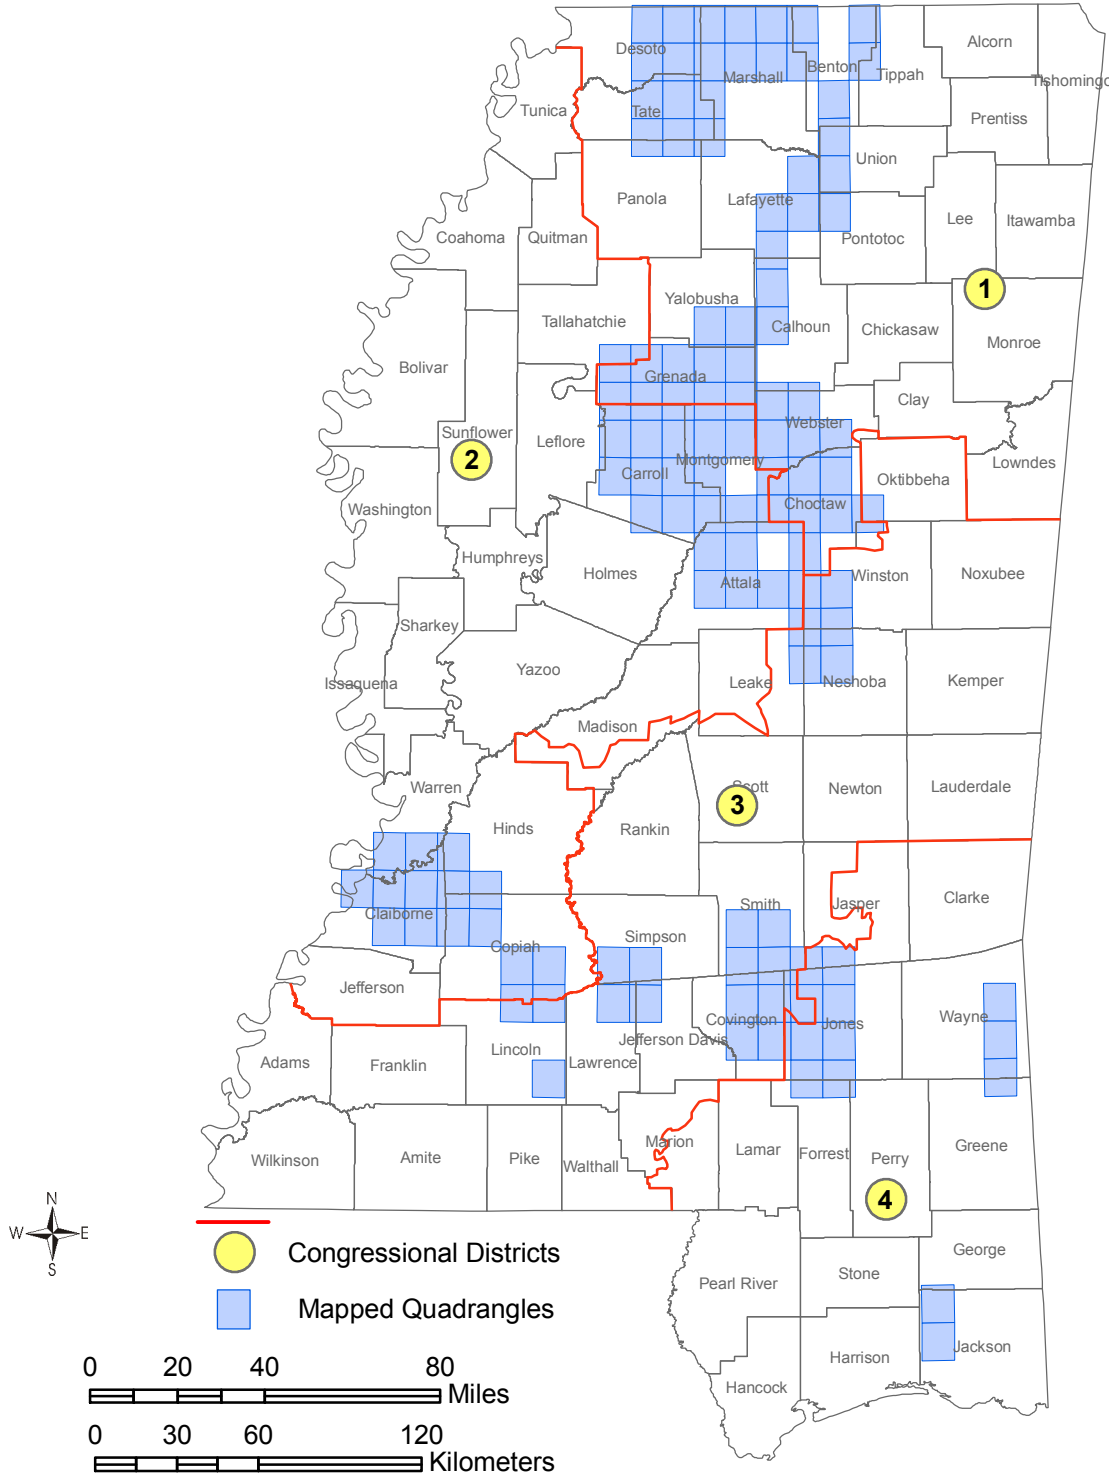 Alcorn
Desoto
Benton
Tippah
Marshall
Tishomingo
Tunica
Tate
Prentiss
Union
Panola
Lafayette
Lee
Itawamba
Coahoma
Quitman
Pontotoc
1
Yalobusha
Tallahatchie
Calhoun
Chickasaw
Monroe
Bolivar
Grenada
Clay
Webster
Sunflower
Leflore
2
Montgomery
Lowndes
Carroll
Oktibbeha
Choctaw
Washington
Humphreys
Holmes
Attala
Winston
Noxubee
Sharkey
Yazoo
Issaquena
Leake
Neshoba
Kemper
Madison
Warren
Scott
Newton
Lauderdale
3
Hinds
Rankin
Claiborne
Smith
Jasper
Clarke
Copiah
Simpson
Jefferson
Wayne
Covington
Jones
Jefferson Davis
Lincoln
Adams
Franklin
Lawrence
Marion
Lamar
Forrest
Perry
Greene
Wilkinson
Amite
Pike
Walthall
4
N
W
E
S
George
Congressional Districts
Stone
Pearl River
Mapped Quadrangles
Jackson
Harrison
Hancock
0 20 40 80
Miles
0 30 60 120
Kilometers